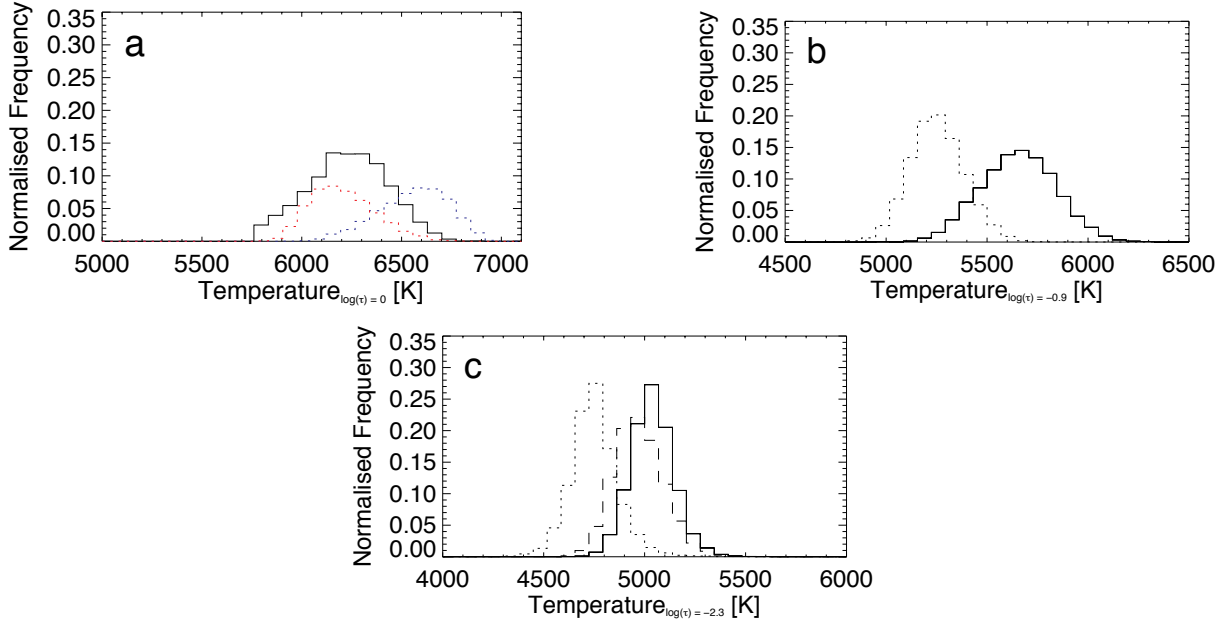 a
Normalised Frequency
0.35
0.30
0.25
0.20
0.15
0.10
0.05
0.00
5000 5500 6000 6500 7000
Temperature log(τ) = 0 [K]
b
Normalised Frequency
0.35
0.30
0.25
0.20
0.15
0.10
0.05
0.00
4500 5000 5500 6000 6500
Temperature log(τ) = −0.9 [K]
c
Normalised Frequency
0.35
0.30
0.25
0.20
0.15
0.10
0.05
0.00
4000 4500 5000 5500 6000
Temperature log(τ) = −2.3 [K]